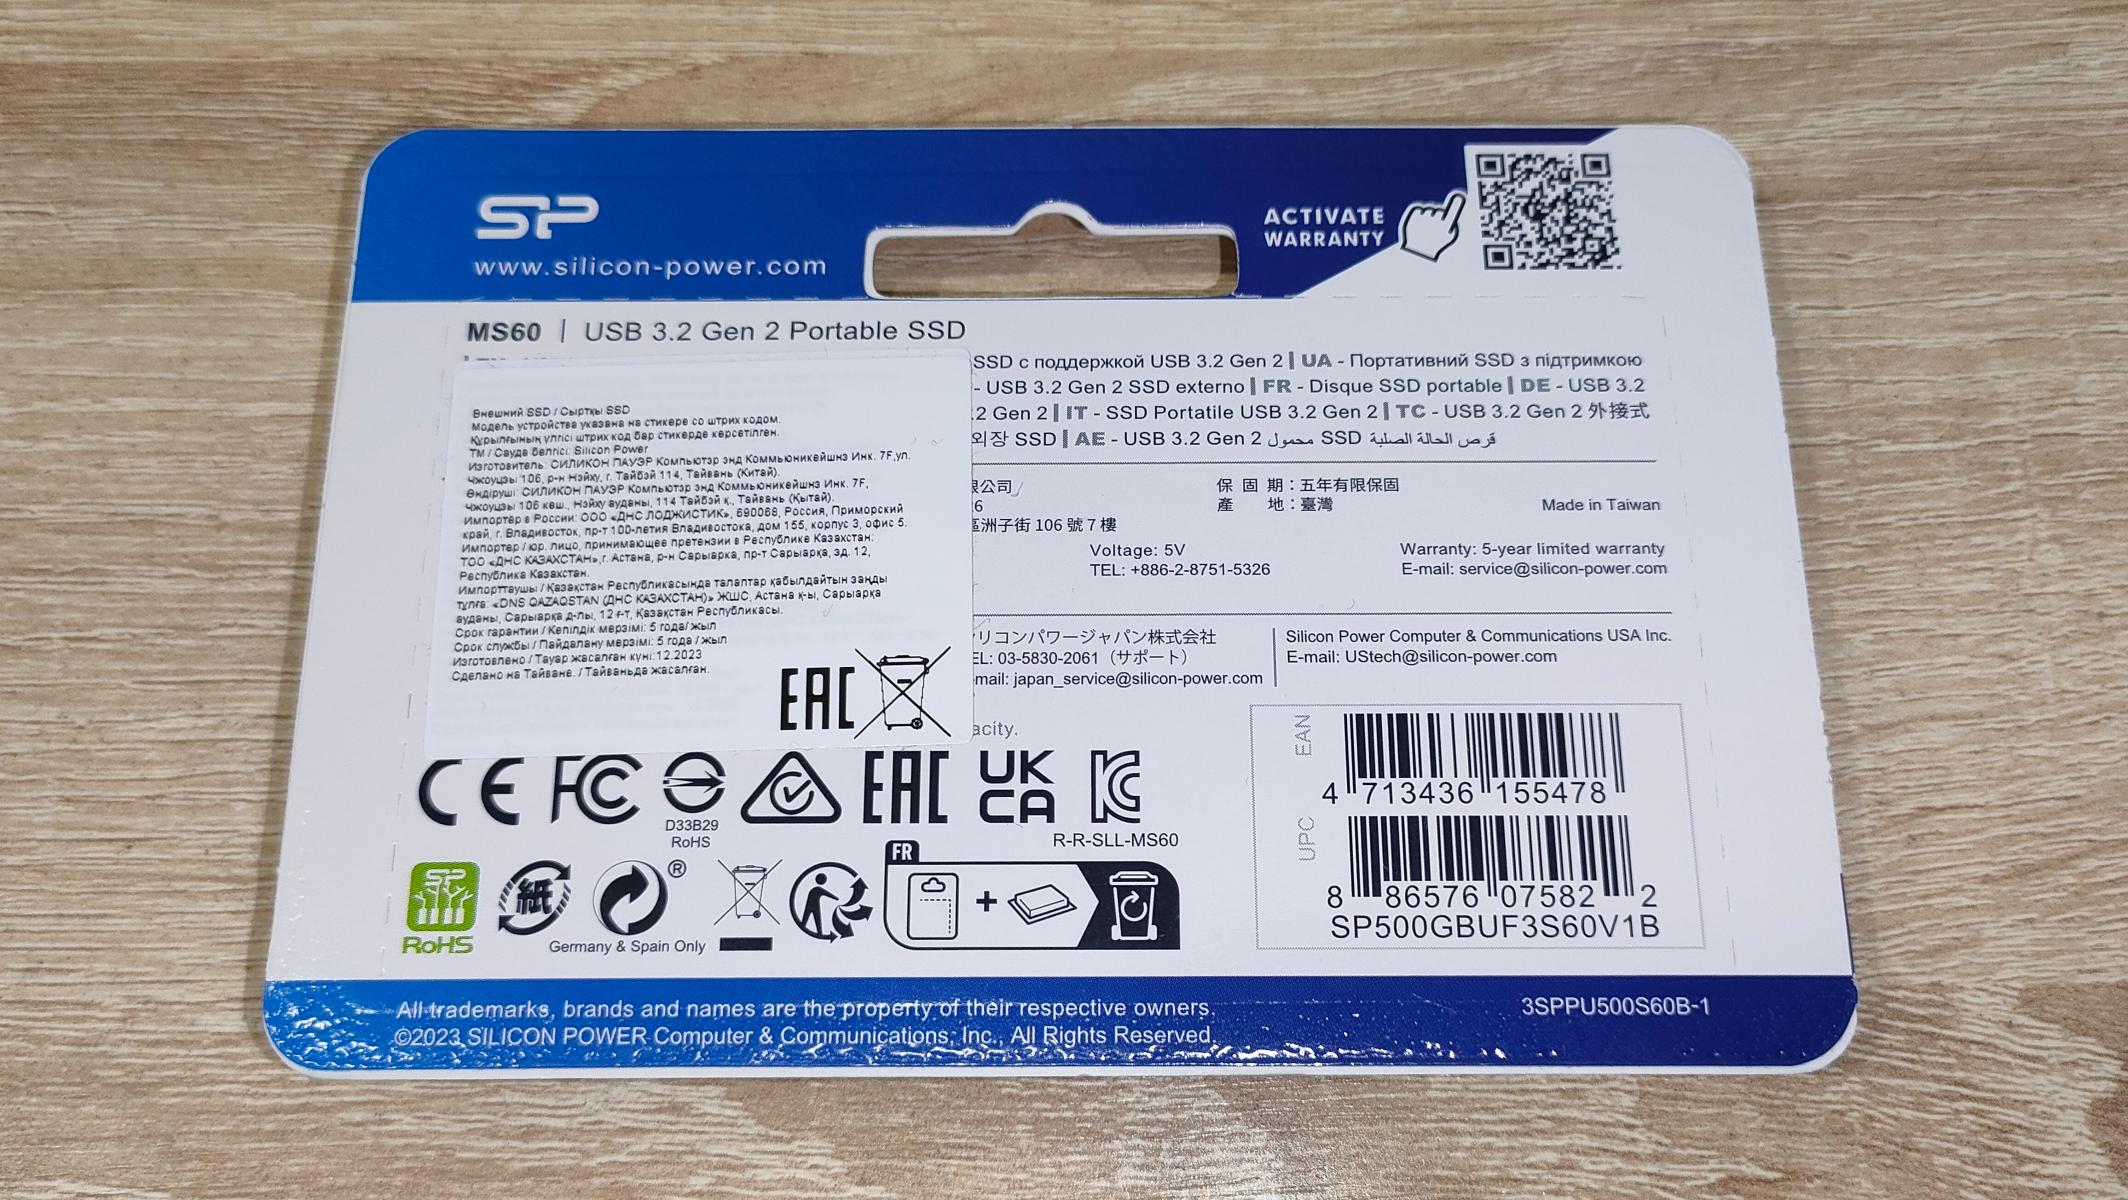 SP
www.silicon-power.com
ACTIVATE
WARRANTY
MS60 | USB 3.2 Gen 2 Portable SSD
SSD с поддержкой USB 3.2 Gen 2 | UA - Портативний SSD з підтримкою
- USB 3.2 Gen 2 SSD externo | FR - Disque SSD portable | DE - USB 3.2
.2 Gen 2 | IT - SSD Portatile USB 3.2 Gen 2 | TC - USB 3.2 Gen 2 外接式
외장 SSD | AE - USB 3.2 Gen 2 محمول SSD قرص الحالة الصلبة
Внешний SSD / Сыртқы SSD
Модель устройства указана на стикере со штрих кодом.
Құрылғының үлгісі штрих код бар стикерде көрсетілген.
ТМ / Сауда белгісі: Silicon Power
Изготовитель: СИЛИКОН ПАУЭР Компьютэр энд Коммьюникейшнз Инк. 7F,ул.
Чжоуцзы 106, р-н Нэйху, г. Тайбэй 114, Тайвань (Китай).
Өндіруші: СИЛИКОН ПАУЭР Компьютэр энд Коммьюникейшнз Инк. 7F,
Чжоуцзы 106 көш., Нэйху ауданы, 114 Тайбэй қ., Тайвань (Қытай).
Импортёр в России: ООО «ДНС ЛОДЖИСТИК», 690068, Россия, Приморский
край, г. Владивосток, пр-т 100-летия Владивостока, дом 155, корпус 3, офис 5.
Импортер / юр. лицо, принимающее претензии в Республике Казахстан:
ТОО «ДНС КАЗАХСТАН»,г. Астана, р-н Сарыарка, пр-т Сарыарқа, зд. 12,
Республика Казахстан.
Импорттаушы / Қазақстан Республикасында талаптар қабылдайтын заңды
тұлға: «DNS QAZAQSTAN (ДНС КАЗАХСТАН)» ЖШС, Астана қ-ы, Сарыарқа
ауданы, Сарыарқа д-лы, 12 ғ-т, Қазақстан Республикасы.
Срок гарантии / Кепілдік мерзімі: 5 года/жыл
Срок службы / Пайдалану мерзімі: 5 года /жыл
Изготовлено / Тауар жасалған күні:12.2023
Сделано на Тайване. / Тайваньда жасалған.
EAC
限公司
保 固 期：五年有限保固
產 地：臺灣
Made in Taiwan
區洲子街 106 號 7 樓
Voltage: 5V
TEL: +886-2-8751-5326
Warranty: 5-year limited warranty
E-mail: service@silicon-power.com
リコンパワージャパン株式会社
EL: 03-5830-2061（サポート）
mail: japan_service@silicon-power.com
Silicon Power Computer & Communications USA Inc.
E-mail: UStech@silicon-power.com
acity.
CE FC EAC UK
CA KC
D33B29
RoHS
R-R-SLL-MS60
SP
RoHS
紙
®
Germany & Spain Only
FR
+
EAN
4 713436 155478
UPC
8 86576 07582 2
SP500GBUF3S60V1B
All trademarks, brands and names are the property of their respective owners.
©2023 SILICON POWER Computer & Communications, Inc., All Rights Reserved.
3SPPU500S60B-1